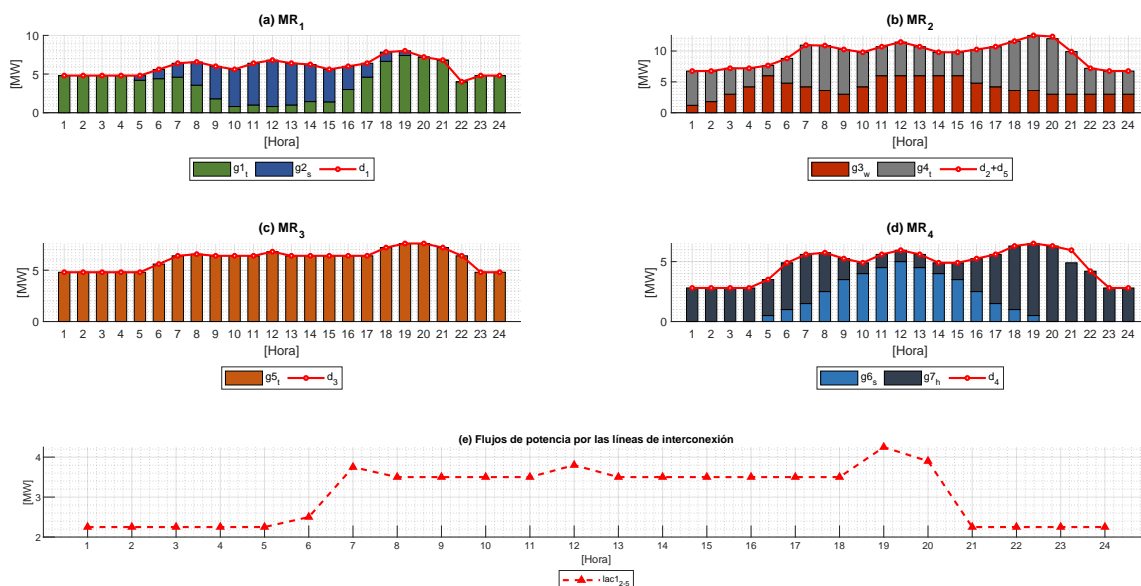 (a) MR1
[MW]
10
5
0
1 2 3 4 5 6 7 8 9 10 11 12 13 14 15 16 17 18 19 20 21 22 23 24
[Hora]
g1t g2s d1
(b) MR2
[MW]
10
5
0
1 2 3 4 5 6 7 8 9 10 11 12 13 14 15 16 17 18 19 20 21 22 23 24
[Hora]
g3w g4t d2+d5
(c) MR3
[MW]
5
0
1 2 3 4 5 6 7 8 9 10 11 12 13 14 15 16 17 18 19 20 21 22 23 24
[Hora]
g5t d3
(d) MR4
[MW]
5
0
1 2 3 4 5 6 7 8 9 10 11 12 13 14 15 16 17 18 19 20 21 22 23 24
[Hora]
g6s g7h d4
(e) Flujos de potencia por las líneas de interconexión
[MW]
4
3
2
1 2 3 4 5 6 7 8 9 10 11 12 13 14 15 16 17 18 19 20 21 22 23 24
[Hora]
lac12-5